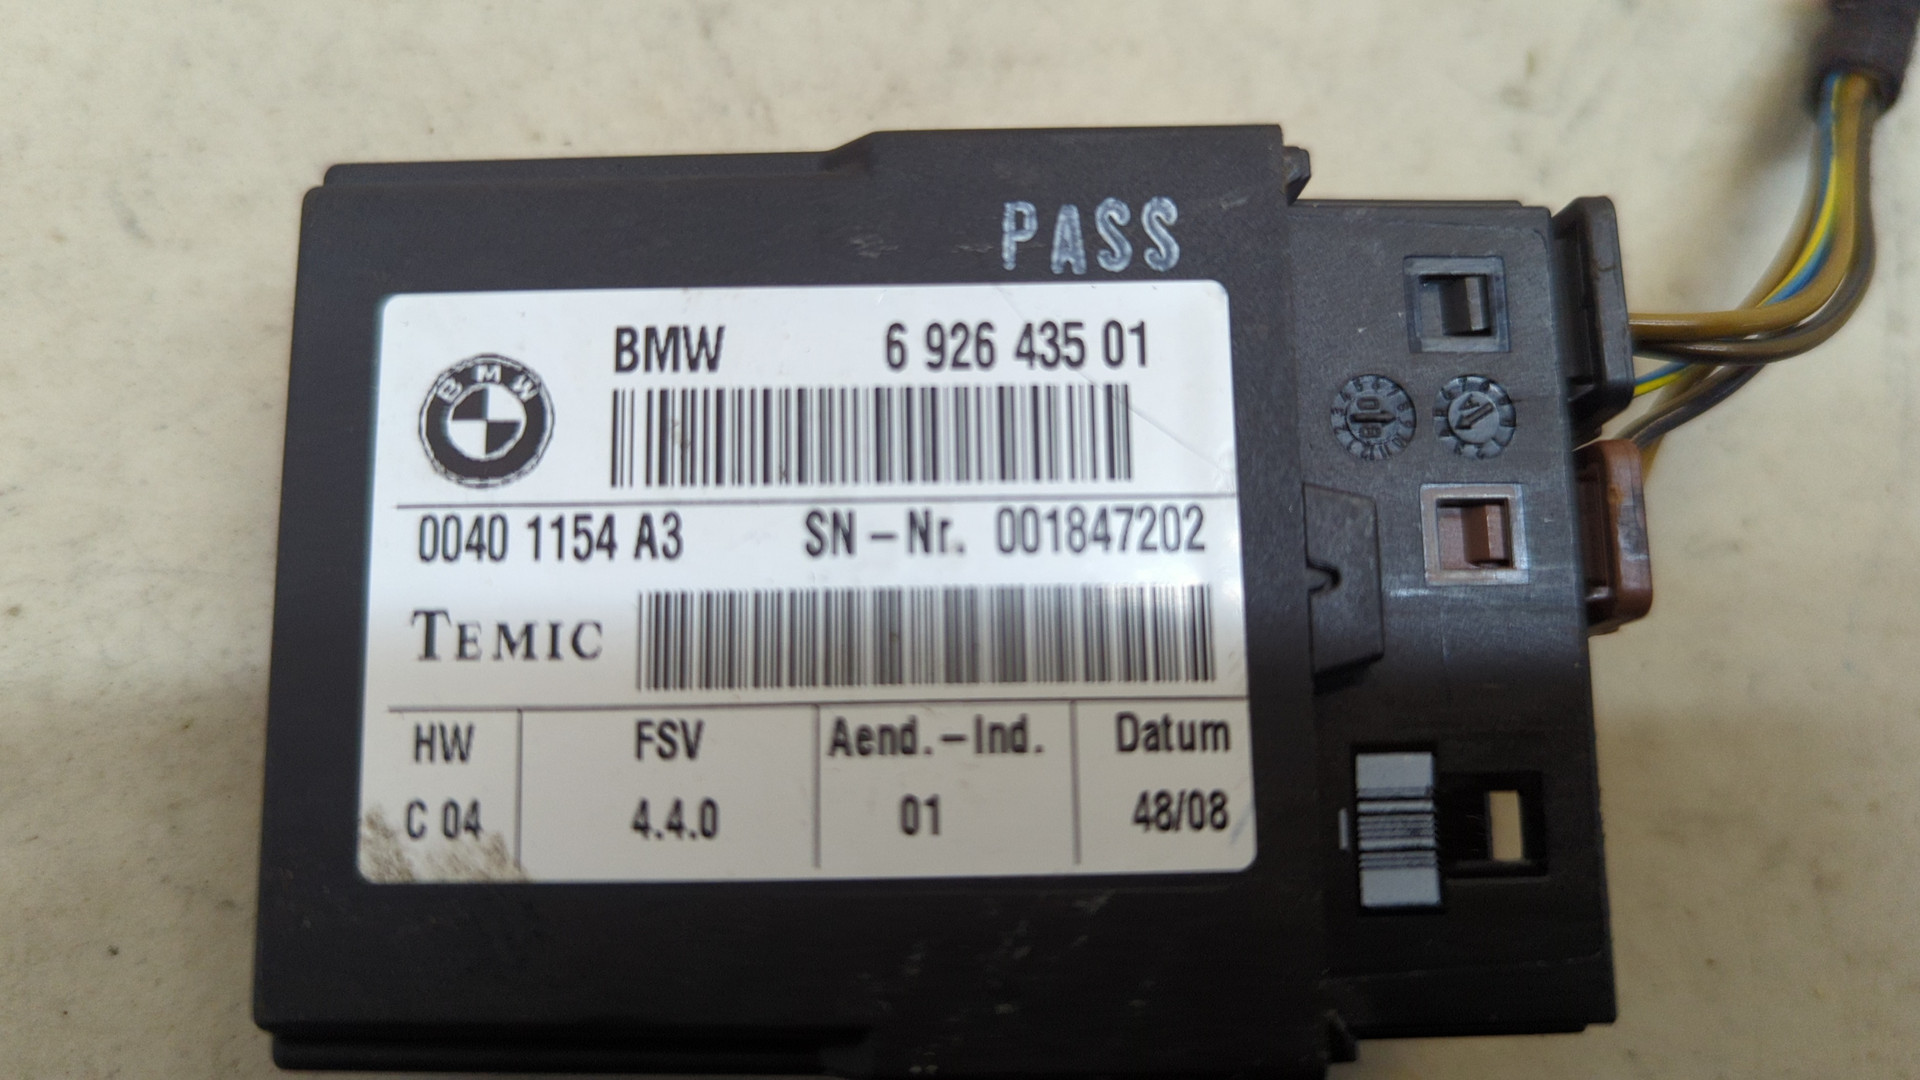 PASS
BMW 6 926 435 01
BMW
0040 1154 A3 SN-Nr. 001847202
TEMIC
HW FSV Aend.-Ind. Datum
C 04 4.4.0 01 48/08